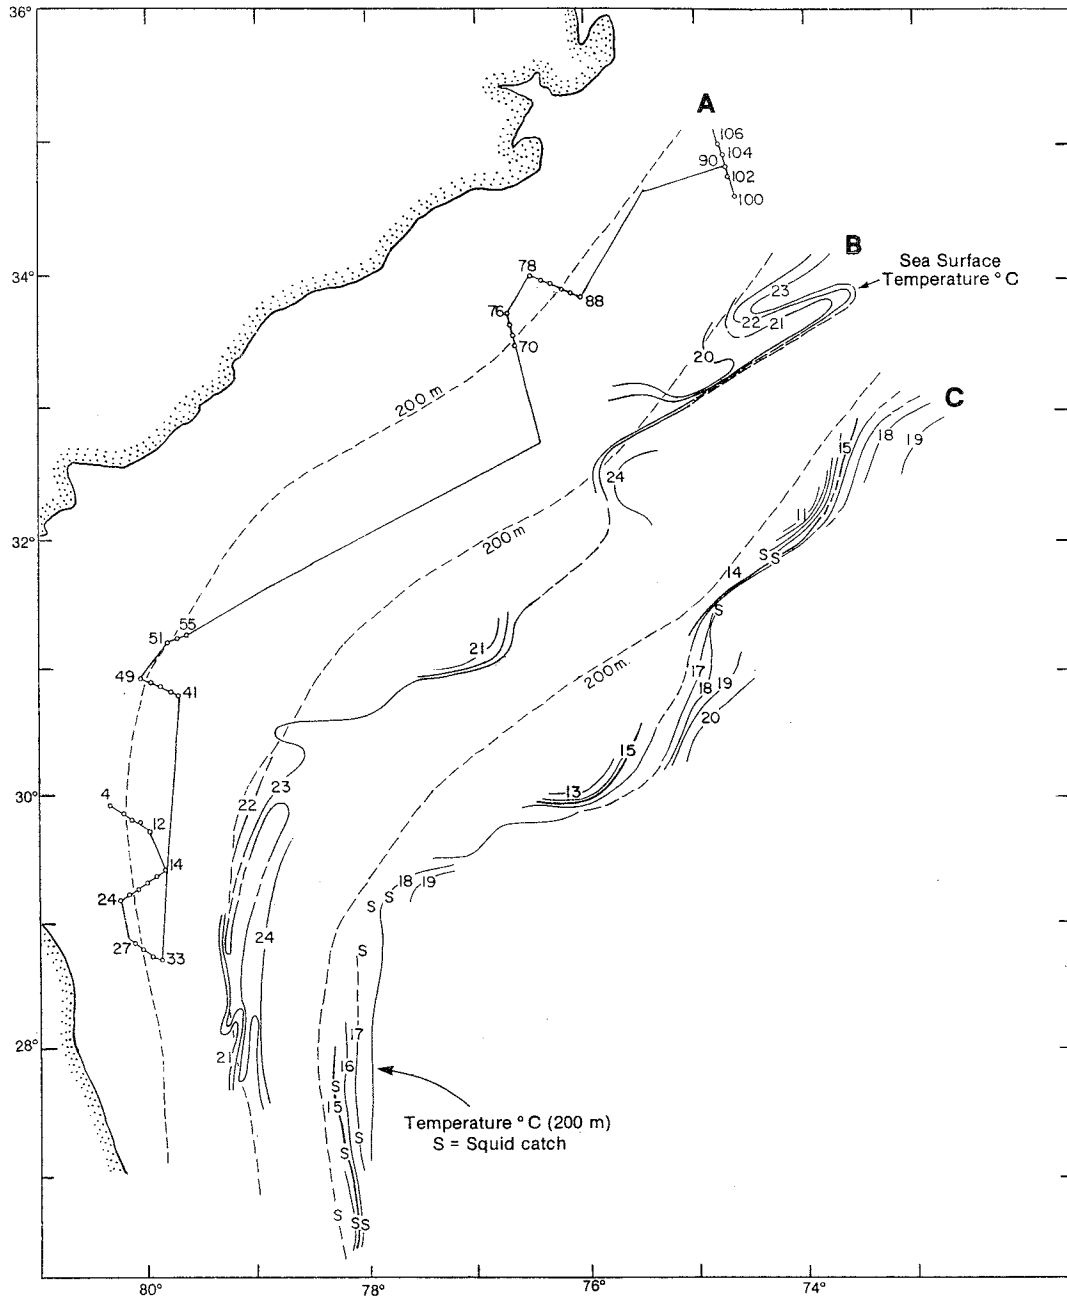 36°
A
106
90 104
102
100
B
34°
78
Sea Surface
Temperature °C
88
76
23
22 21
70
20
200 m
C
18
15
19
24
11
32°
200 m
S S
14
55
51
S
21
200 m
49
17
41
18 19
20
15
23
30°
4
22
13
12
14
18 19
S
24
S
24
S
27 33
17
28°
21
16
S
15
Temperature °C (200 m)
S = Squid catch
S
S
S
S S
80° 78° 76° 74°